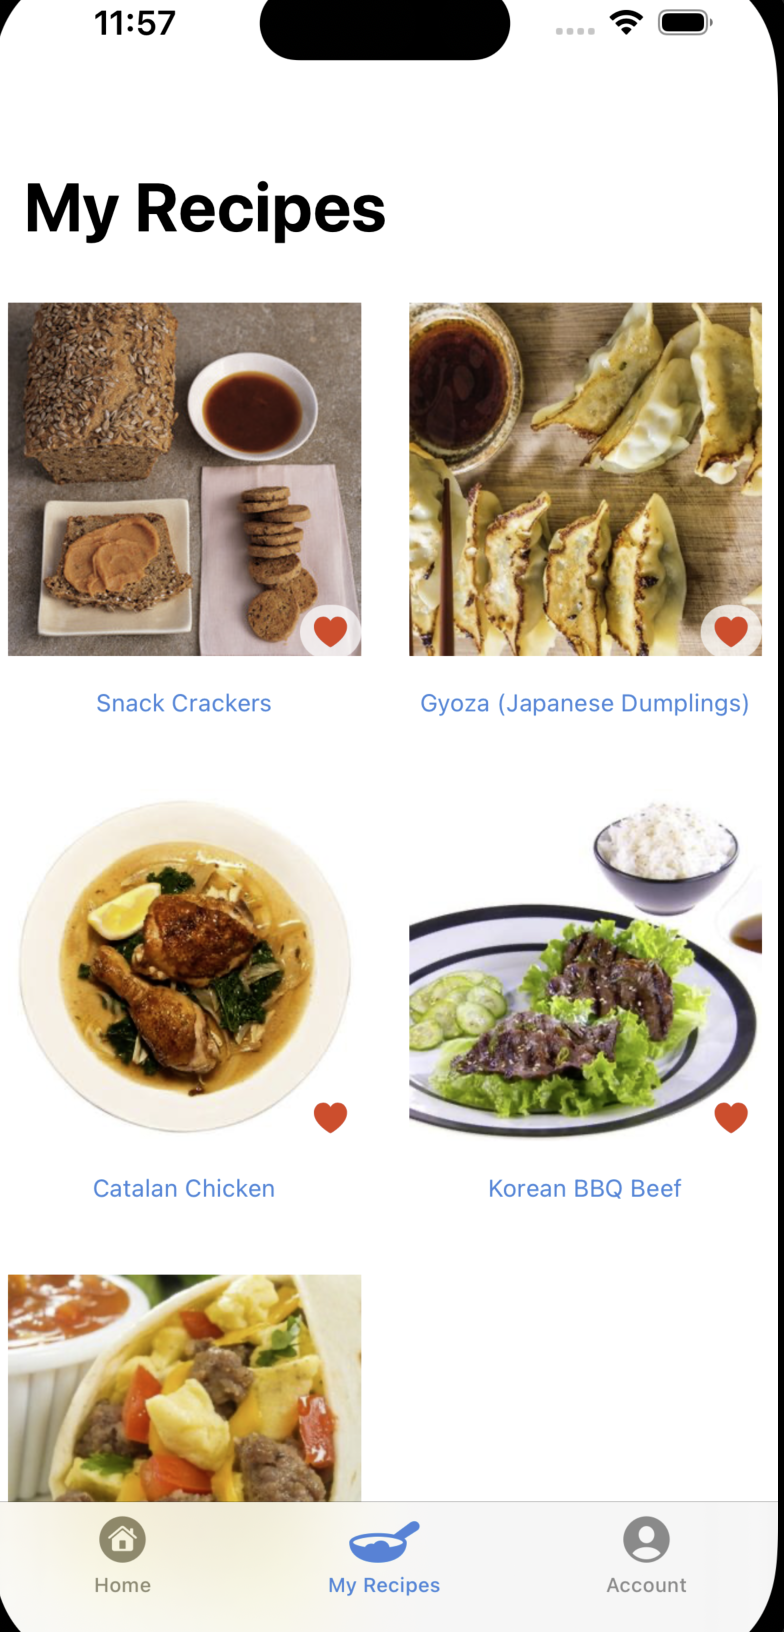 11:57
My Recipes
Snack Crackers
Gyoza (Japanese Dumplings)
Catalan Chicken
Korean BBQ Beef
Home
My Recipes
Account